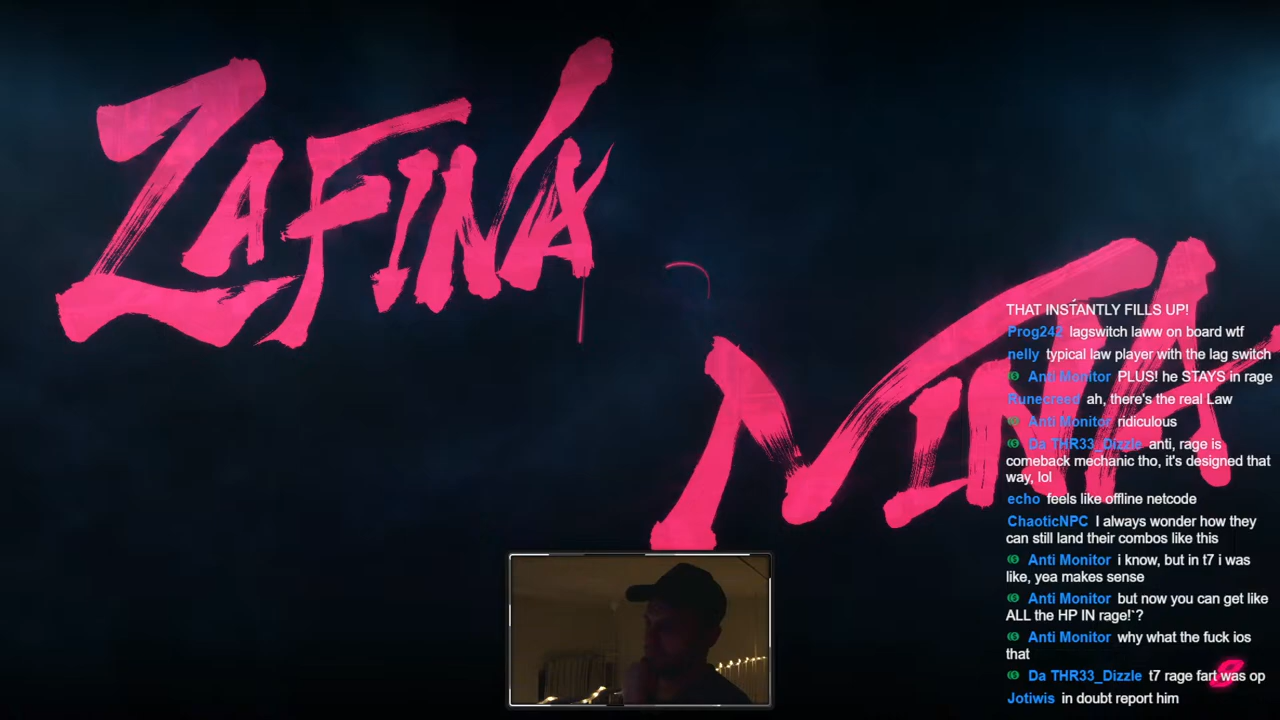 ZAFINA
NINA
THAT INSTANTLY FILLS UP!
Prog242 lagswitch laww on board wtf
nelly typical law player with the lag switch
Anti Monitor PLUS! he STAYS in rage
Runecreed ah, there's the real Law
Anti Monitor ridiculous
Da THR33_Dizzle anti, rage is
comeback mechanic tho, it's designed that
way, lol
echo feels like offline netcode
ChaoticNPC I always wonder how they
can still land their combos like this
Anti Monitor i know, but in t7 i was
like, yea makes sense
Anti Monitor but now you can get like
ALL the HP IN rage!`?
Anti Monitor why what the fuck ios
that
Da THR33_Dizzle t7 rage fart was op
Jotiwis in doubt report him